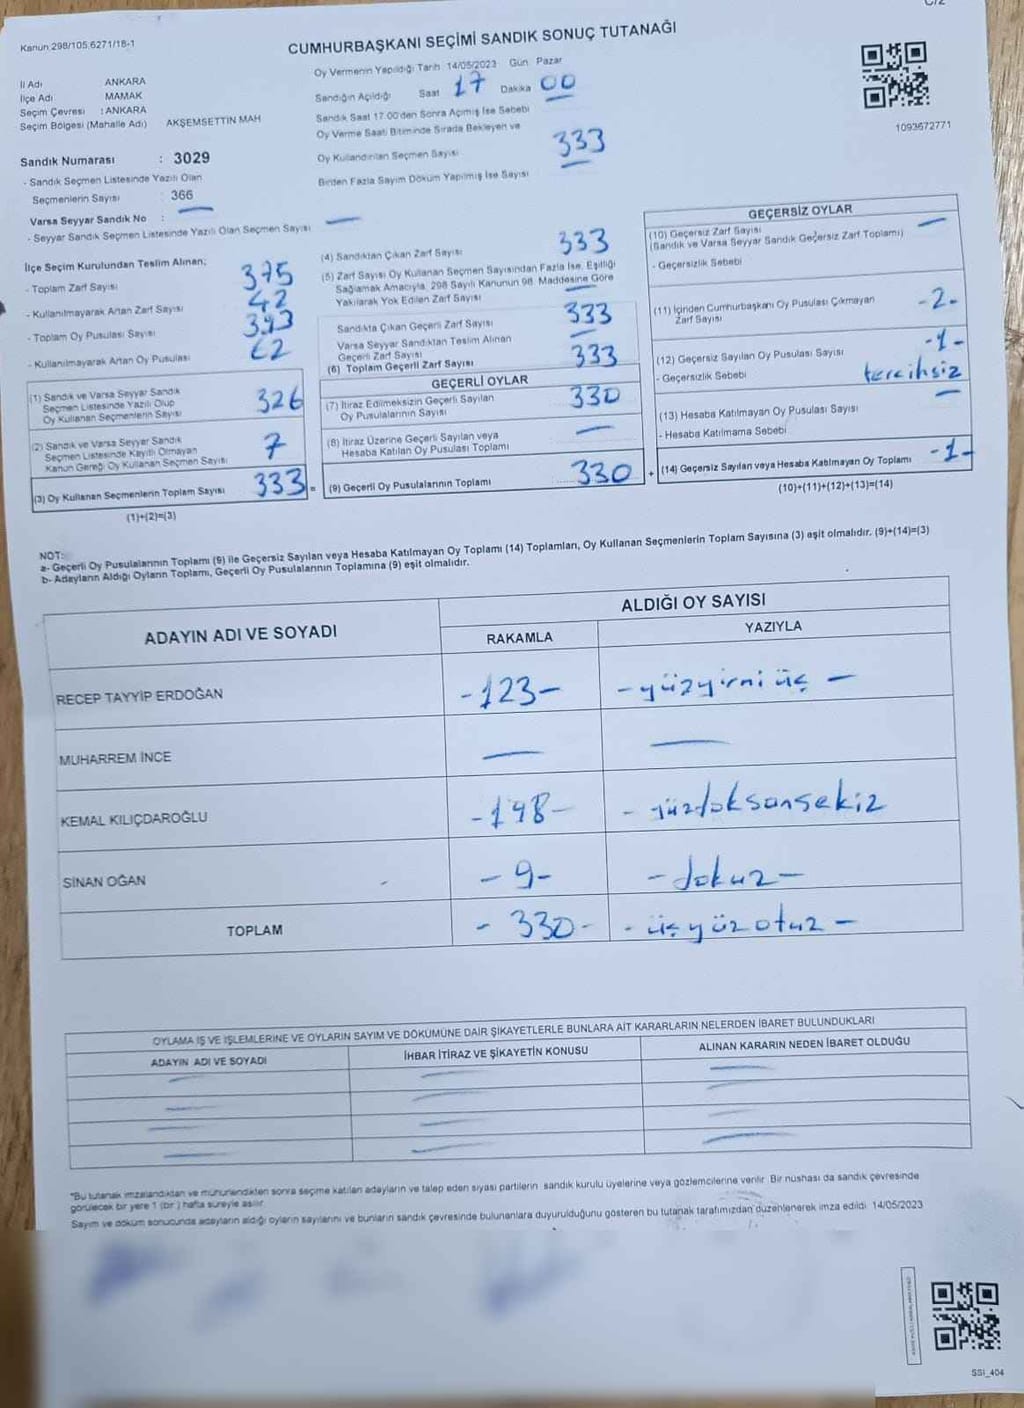 Kanun 298/105,6271/18-1
CUMHURBAŞKANI SEÇİMİ SANDIK SONUÇ TUTANAĞI
Oy Vermenin Yapıldığı Tarih 14/05/2023 Gün Pazar
İl Adı ANKARA
İlçe Adı MAMAK
Seçim Çevresi : ANKARA
Seçim Bölgesi (Mahalle Adı) AKŞEMSETTİN MAH
Sandığın Açıldığı Saat 17 Dakika 00
Sandık Saat 17.00'den Sonra Açımış İse Sebebi
Oy Verme Saati Bitiminde Sırada Bekleyen ve
Oy Kullandırılan Seçmen Sayısı 333
Birden Fazla Sayım Döküm Yapılmış İse Sayısı
1093672771
Sandık Numarası : 3029
- Sandık Seçmen Listesinde Yazılı Olan
Seçmenlerin Sayısı : 366
Varsa Seyyar Sandık No : —
- Seyyar Sandık Seçmen Listesinde Yazılı Olan Seçmen Sayısı —
İlçe Seçim Kurulundan Teslim Alınan;
- Toplam Zarf Sayısı 375
- Kullanılmayarak Artan Zarf Sayısı 42
- Toplam Oy Pusulası Sayısı
- Kullanılmayarak Artan Oy Pusulası
(1) Sandık ve Varsa Seyyar Sandık
Seçmen Listesinde Yazılı Olup
Oy Kullanan Seçmenlerin Sayısı 326
(2) Sandık ve Varsa Seyyar Sandık
Seçmen Listesinde Kayıtlı Olmayan
Kanun Gereği Oy Kullanan Seçmen Sayısı 7
(3) Oy Kullanan Seçmenlerin Toplam Sayısı 333 =
(1)+(2)=(3)
(4) Sandıktan Çıkan Zarf Sayısı 333
(5) Zarf Sayısı Oy Kullanan Seçmen Sayısından Fazla İse, Eşitliği
Sağlamak Amacıyla, 298 Sayılı Kanunun 98. Maddesine Göre
Yakılarak Yok Edilen Zarf Sayısı —
Sandıkta Çıkan Geçerli Zarf Sayısı 333
Varsa Seyyar Sandıktan Teslim Alınan
Geçerli Zarf Sayısı —
(6) Toplam Geçerli Zarf Sayısı 333
GEÇERLİ OYLAR
(7) İtiraz Edilmeksizin Geçerli Sayılan
Oy Pusulalarının Sayısı 330
(8) İtiraz Üzerine Geçerli Sayılan veya
Hesaba Katılan Oy Pusulası Toplamı —
(9) Geçerli Oy Pusulalarının Toplamı 330 +
GEÇERSİZ OYLAR
(10) Geçersiz Zarf Sayısı —
(Sandık ve Varsa Seyyar Sandık Geçersiz Zarf Toplamı)
- Geçersizlik Sebebi
(11) İçinden Cumhurbaşkanı Oy Pusulası Çıkmayan
Zarf Sayısı -2-
(12) Geçersiz Sayılan Oy Pusulası Sayısı -1-
- Geçersizlik Sebebi tercihsiz
(13) Hesaba Katılmayan Oy Pusulası Sayısı —
- Hesaba Katılmama Sebebi
(14) Geçersiz Sayılan veya Hesaba Katılmayan Oy Toplamı -1-
(10)+(11)+(12)+(13)=(14)
NOT:
a- Geçerli Oy Pusulalarının Toplamı (9) ile Geçersiz Sayılan veya Hesaba Katılmayan Oy Toplamı (14) Toplamları, Oy Kullanan Seçmenlerin Toplam Sayısına (3) eşit olmalıdır. (9)+(14)=(3)
b- Adayların Aldığı Oyların Toplamı, Geçerli Oy Pusulalarının Toplamına (9) eşit olmalıdır.
ADAYIN ADI VE SOYADI ALDIĞI OY SAYISI
RAKAMLA YAZIYLA
RECEP TAYYİP ERDOĞAN -123- -yüzyirmi üç -
MUHARREM İNCE — —
KEMAL KILIÇDAROĞLU -198- - yüzdoksansekiz
SİNAN OĞAN -9- -dokuz-
TOPLAM - 330- - üçyüz otuz -
OYLAMA İŞ VE İŞLEMLERİNE VE OYLARIN SAYIM VE DÖKÜMÜNE DAİR ŞİKAYETLERLE BUNLARA AİT KARARLARIN NELERDEN İBARET BULUNDUKLARI
ADAYIN ADI VE SOYADI İHBAR İTİRAZ VE ŞİKAYETİN KONUSU ALINAN KARARIN NEDEN İBARET OLDUĞU
*Bu tutanak imzalandıktan ve mühürlendikten sonra seçime katılan adayların ve talep eden siyasi partilerin sandık kurulu üyelerine veya gözlemcilerine verilir. Bir nüshası da sandık çevresinde
görülecek bir yere 1 (bir) hafta süreyle asılır.
Sayım ve döküm sonucunda adayların aldığı oyların sayılarını ve bunların sandık çevresinde bulunanlara duyurulduğunu gösteren bu tutanak tarafımızdan düzenlenerek imza edildi. 14/05/2023
SSI_404